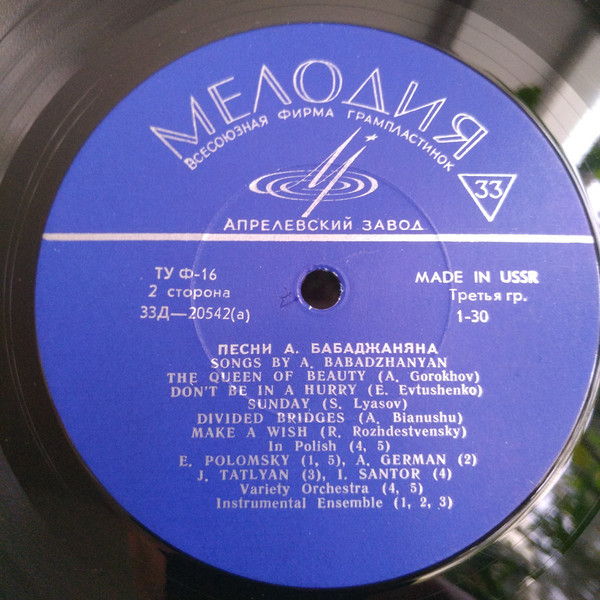 МЕЛОДИЯ
ВСЕСОЮЗНАЯ ФИРМА ГРАМПЛАСТИНОК
33
АПРЕЛЕВСКИЙ ЗАВОД
ТУ Ф-16
MADE IN USSR
2 сторона
Третья гр.
33Д—20542(а)
1-30
ПЕСНИ А. БАБАДЖАНЯНА
SONGS BY A. BABADZHANYAN
THE QUEEN OF BEAUTY (A. Gorokhov)
DON'T BE IN A HURRY (E. Evtushenko)
SUNDAY (S. Lyasov)
DIVIDED BRIDGES (A. Bianushu)
MAKE A WISH (R. Rozhdestvensky)
In Polish (4, 5)
E. POLOMSKY (1, 5), A. GERMAN (2)
J. TATLYAN (3), I. SANTOR (4)
Variety Orchestra (4, 5)
Instrumental Ensemble (1, 2, 3)